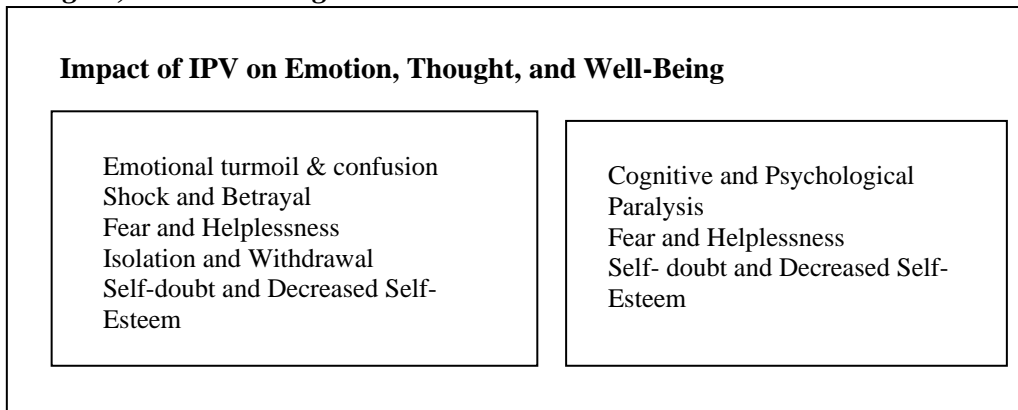 Impact of IPV on Emotion, Thought, and Well-Being
Emotional turmoil & confusion
Shock and Betrayal
Fear and Helplessness
Isolation and Withdrawal
Self-doubt and Decreased Self-
Esteem
Cognitive and Psychological
Paralysis
Fear and Helplessness
Self- doubt and Decreased Self-
Esteem